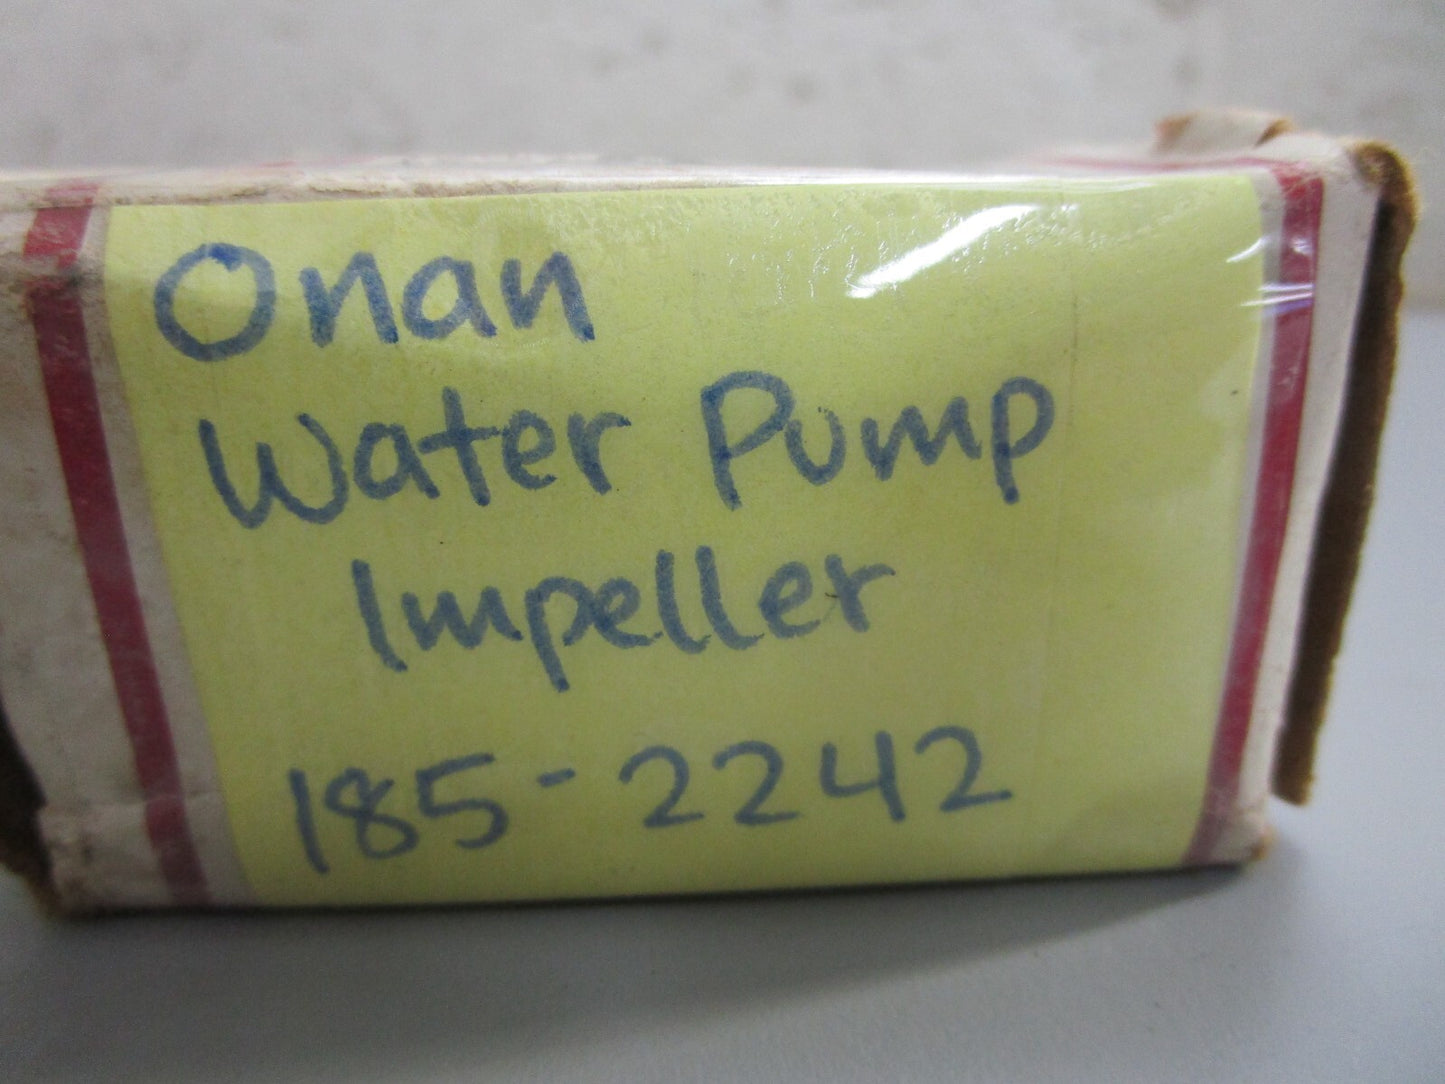 Onan
Water Pump
Impeller
185-2242